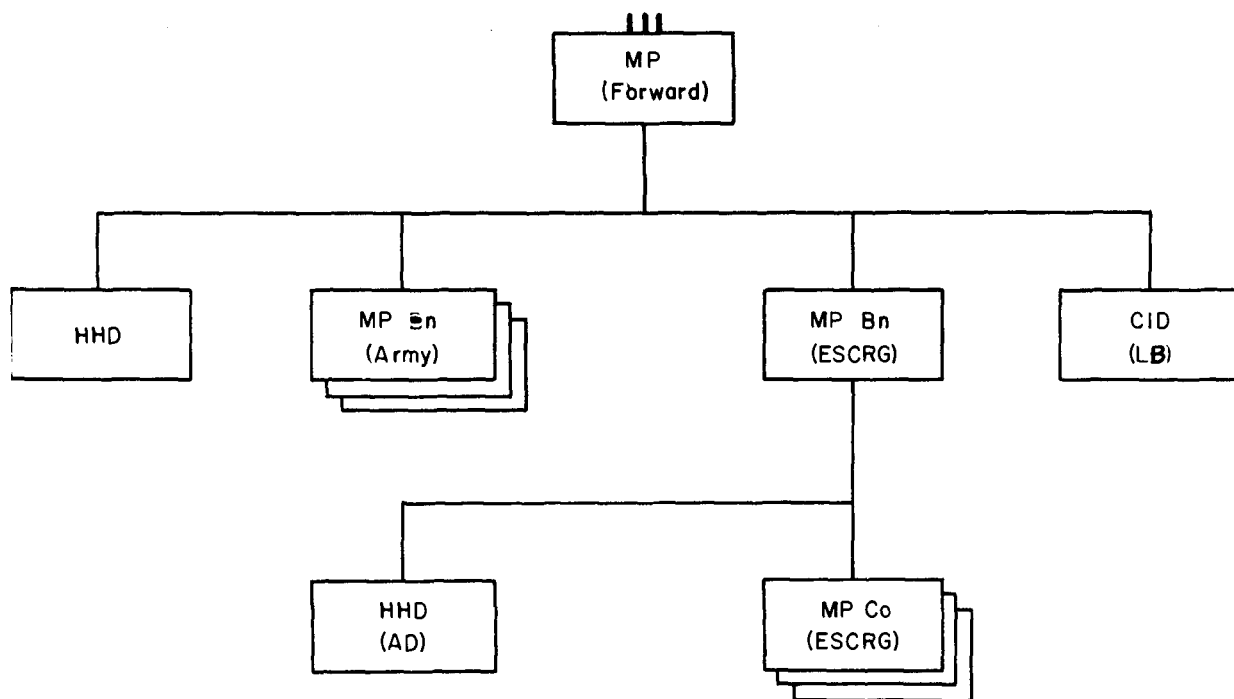 MP
(Forward)
HHD
MP Bn
(Army)
MP Bn
(ESCRG)
CID
(LB)
HHD
(AD)
MP Co
(ESCRG)